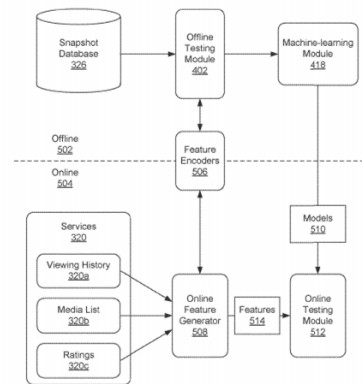 Snapshot
Database
326
Offline
Testing
Module
402
Machine-learning
Module
418
Offline
502
Online
504
Feature
Encoders
506
Services
320
Viewing History
320a
Media List
320b
Ratings
320c
Online
Feature
Generator
508
Features
514
Models
510
Online
Testing
Module
512